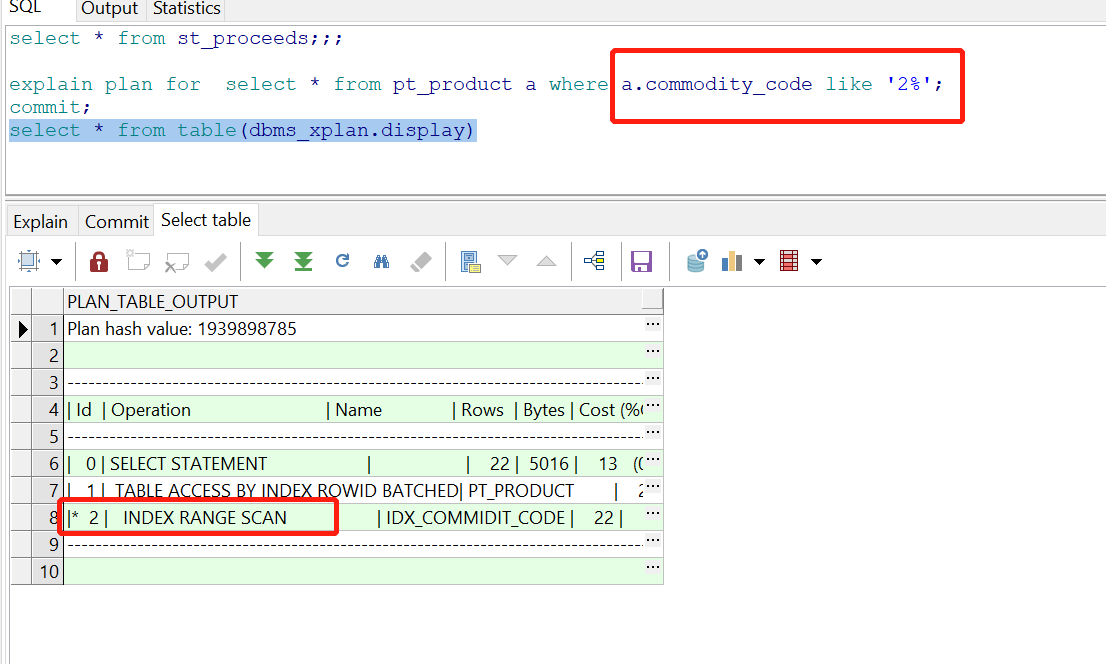 SQL Output Statistics
select * from st_proceeds;;;
explain plan for select * from pt_product a where a.commodity_code like '2%';
commit;
select * from table(dbms_xplan.display)
Explain Commit Select table
PLAN_TABLE_OUTPUT
1 Plan hash value: 1939898785 ...
2 ...
3 -------------------------------------------------------------------------------- ...
4 | Id | Operation | Name | Rows | Bytes | Cost (% ...
5 -------------------------------------------------------------------------------- ...
6 | 0 | SELECT STATEMENT | | 22 | 5016 | 13 (0 ...
7 | 1 | TABLE ACCESS BY INDEX ROWID BATCHED| PT_PRODUCT | 2 ...
8 |* 2 | INDEX RANGE SCAN | IDX_COMMIDIT_CODE | 22 | ...
9 -------------------------------------------------------------------------------- ...
10 ...